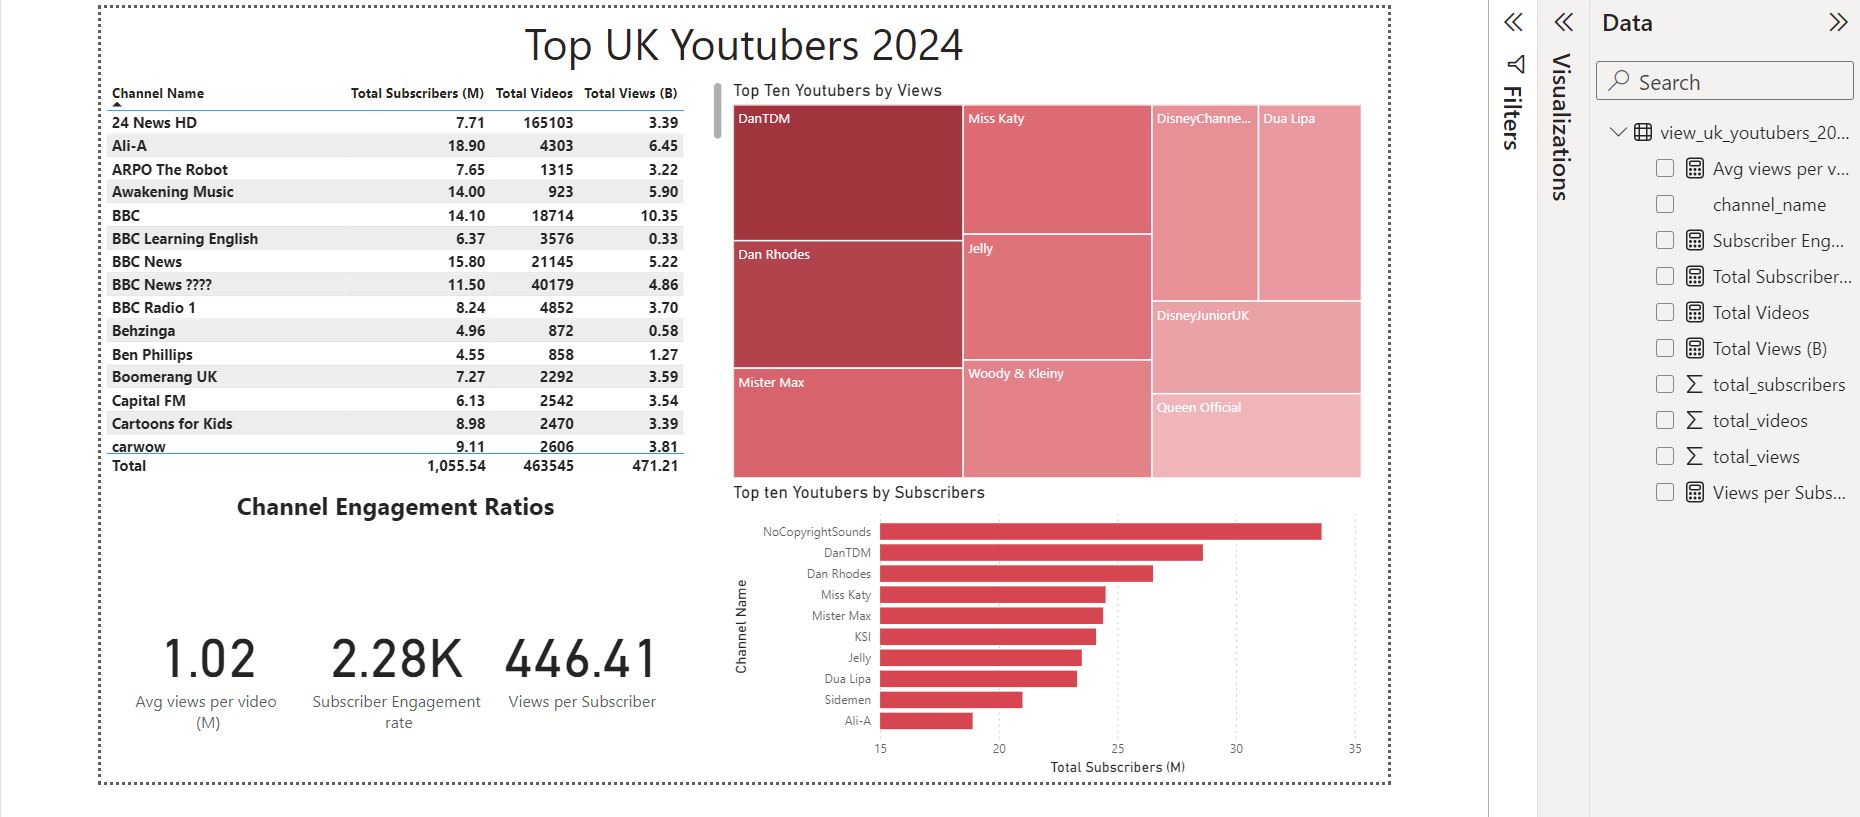 Top UK Youtubers 2024
Channel Name Total Subscribers (M) Total Videos Total Views (B)
24 News HD 7.71 165103 3.39
Ali-A 18.90 4303 6.45
ARPO The Robot 7.65 1315 3.22
Awakening Music 14.00 923 5.90
BBC 14.10 18714 10.35
BBC Learning English 6.37 3576 0.33
BBC News 15.80 21145 5.22
BBC News ???? 11.50 40179 4.86
BBC Radio 1 8.24 4852 3.70
Behzinga 4.96 872 0.58
Ben Phillips 4.55 858 1.27
Boomerang UK 7.27 2292 3.59
Capital FM 6.13 2542 3.54
Cartoons for Kids 8.98 2470 3.39
carwow 9.11 2606 3.81
Total 1,055.54 463545 471.21
Channel Engagement Ratios
1.02
Avg views per video
(M)
2.28K
Subscriber Engagement
rate
446.41
Views per Subscriber
Top Ten Youtubers by Views
DanTDM
Dan Rhodes
Mister Max
Miss Katy
Jelly
Woody & Kleiny
DisneyChanne...
Dua Lipa
DisneyJuniorUK
Queen Official
Top ten Youtubers by Subscribers
Channel Name
NoCopyrightSounds
DanTDM
Dan Rhodes
Miss Katy
Mister Max
KSI
Jelly
Dua Lipa
Sidemen
Ali-A
15 20 25 30 35
Total Subscribers (M)
Filters
Visualizations
Data
Search
view_uk_youtubers_20...
Avg views per v...
channel_name
Subscriber Eng...
Total Subscriber...
Total Videos
Total Views (B)
total_subscribers
total_videos
total_views
Views per Subs...